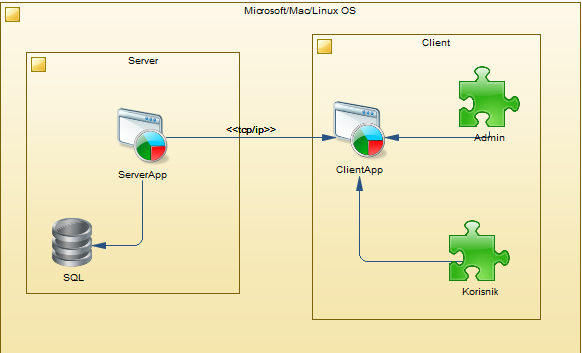 Microsoft/Mac/Linux OS
Server
Client
<<tcp/ip>>
Admin
ServerApp
ClientApp
SQL
Korisnik